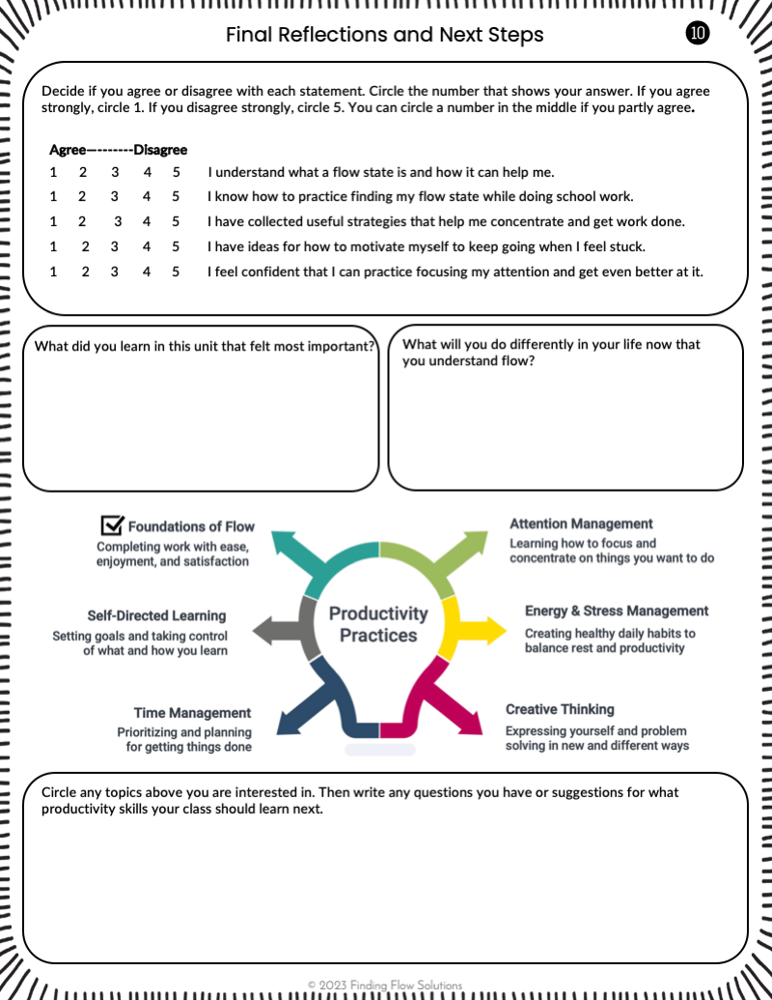 Final Reflections and Next Steps
10
Decide if you agree or disagree with each statement. Circle the number that shows your answer. If you agree
strongly, circle 1. If you disagree strongly, circle 5. You can circle a number in the middle if you partly agree.
Agree---------Disagree
1 2 3 4 5 I understand what a flow state is and how it can help me.
1 2 3 4 5 I know how to practice finding my flow state while doing school work.
1 2 3 4 5 I have collected useful strategies that help me concentrate and get work done.
1 2 3 4 5 I have ideas for how to motivate myself to keep going when I feel stuck.
1 2 3 4 5 I feel confident that I can practice focusing my attention and get even better at it.
What did you learn in this unit that felt most important?
What will you do differently in your life now that
you understand flow?
Foundations of Flow
Completing work with ease,
enjoyment, and satisfaction
Attention Management
Learning how to focus and
concentrate on things you want to do
Self-Directed Learning
Setting goals and taking control
of what and how you learn
Productivity
Practices
Energy & Stress Management
Creating healthy daily habits to
balance rest and productivity
Time Management
Prioritizing and planning
for getting things done
Creative Thinking
Expressing yourself and problem
solving in new and different ways
Circle any topics above you are interested in. Then write any questions you have or suggestions for what
productivity skills your class should learn next.
© 2023 Finding Flow Solutions